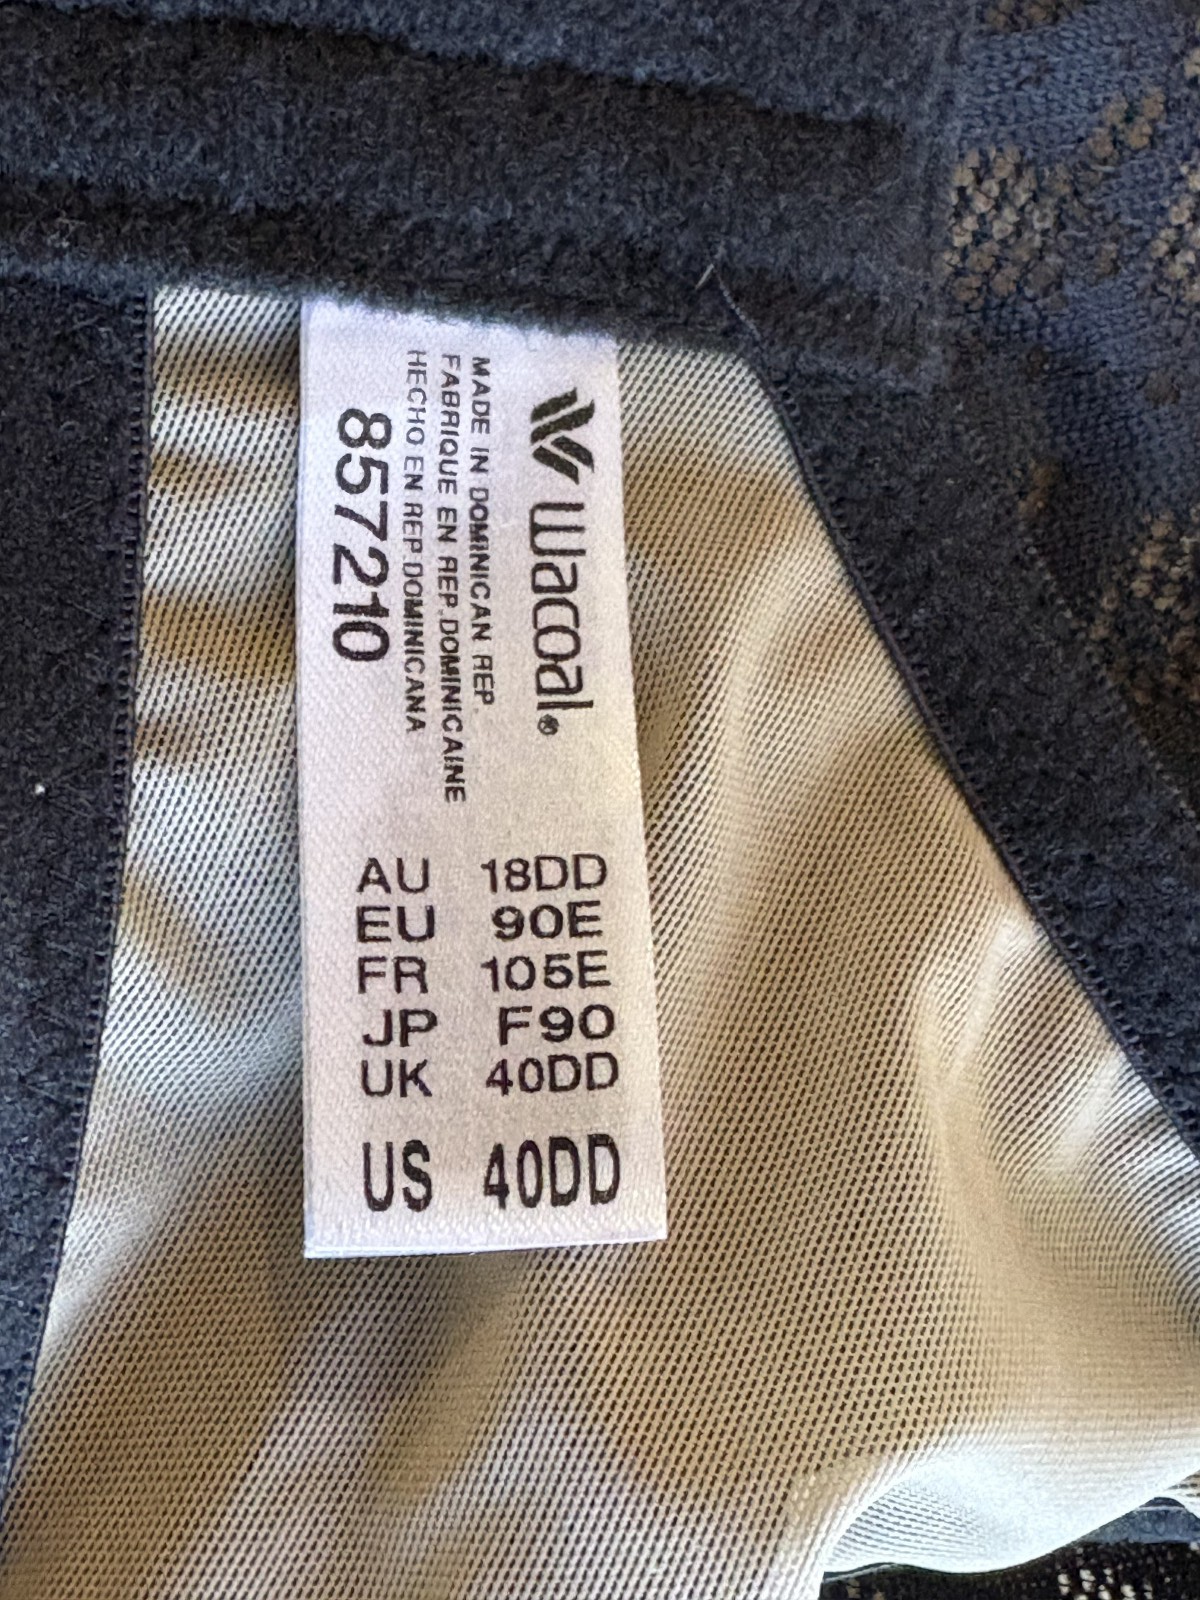 wacoal®
MADE IN DOMINICAN REP.
FABRIQUE EN REP.DOMINICAINE
HECHO EN REP.DOMINICANA
857210
AU 18DD
EU 90E
FR 105E
JP F90
UK 40DD
US 40DD